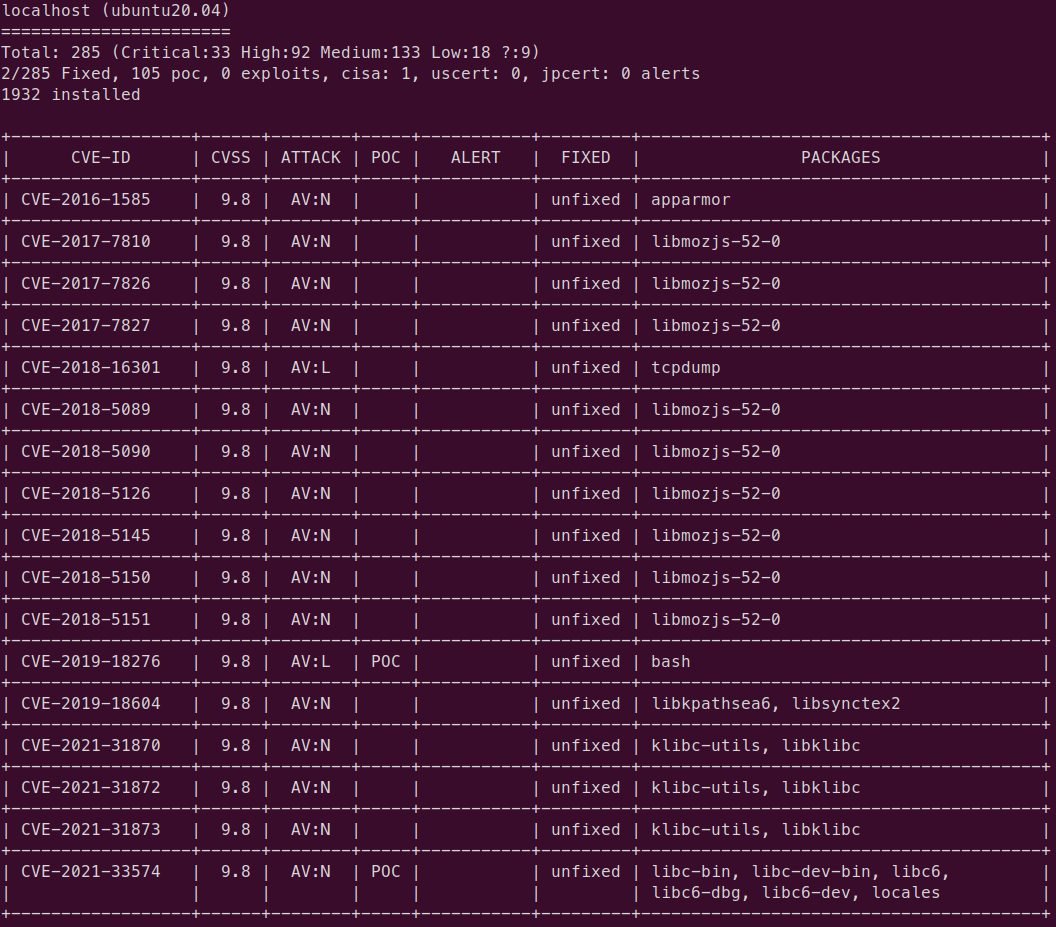 localhost (ubuntu20.04)
=======================
Total: 285 (Critical:33 High:92 Medium:133 Low:18 ?:9)
2/285 Fixed, 105 poc, 0 exploits, cisa: 1, uscert: 0, jpcert: 0 alerts
1932 installed
| CVE-ID | CVSS | ATTACK | POC | ALERT | FIXED | PACKAGES |
| CVE-2016-1585 | 9.8 | AV:N | | | unfixed | apparmor |
| CVE-2017-7810 | 9.8 | AV:N | | | unfixed | libmozjs-52-0 |
| CVE-2017-7826 | 9.8 | AV:N | | | unfixed | libmozjs-52-0 |
| CVE-2017-7827 | 9.8 | AV:N | | | unfixed | libmozjs-52-0 |
| CVE-2018-16301 | 9.8 | AV:L | | | unfixed | tcpdump |
| CVE-2018-5089 | 9.8 | AV:N | | | unfixed | libmozjs-52-0 |
| CVE-2018-5090 | 9.8 | AV:N | | | unfixed | libmozjs-52-0 |
| CVE-2018-5126 | 9.8 | AV:N | | | unfixed | libmozjs-52-0 |
| CVE-2018-5145 | 9.8 | AV:N | | | unfixed | libmozjs-52-0 |
| CVE-2018-5150 | 9.8 | AV:N | | | unfixed | libmozjs-52-0 |
| CVE-2018-5151 | 9.8 | AV:N | | | unfixed | libmozjs-52-0 |
| CVE-2019-18276 | 9.8 | AV:L | POC | | unfixed | bash |
| CVE-2019-18604 | 9.8 | AV:N | | | unfixed | libkpathsea6, libsynctex2 |
| CVE-2021-31870 | 9.8 | AV:N | | | unfixed | klibc-utils, libklibc |
| CVE-2021-31872 | 9.8 | AV:N | | | unfixed | klibc-utils, libklibc |
| CVE-2021-31873 | 9.8 | AV:N | | | unfixed | klibc-utils, libklibc |
| CVE-2021-33574 | 9.8 | AV:N | POC | | unfixed | libc-bin, libc-dev-bin, libc6, |
| | | | | | | libc6-dbg, libc6-dev, locales |